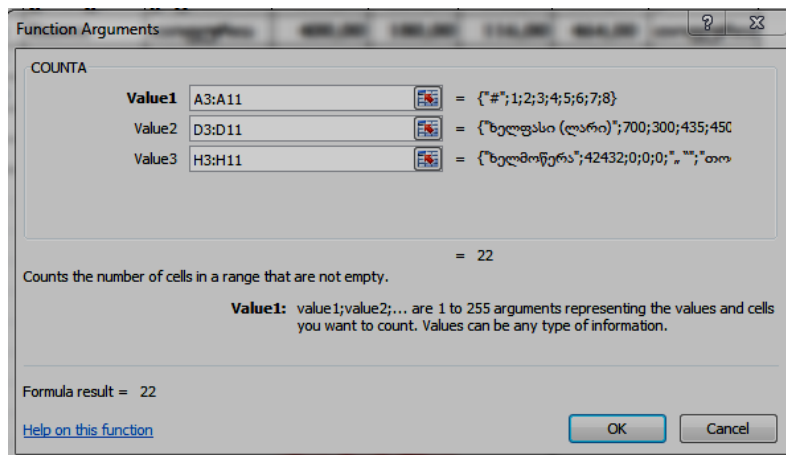 Function Arguments
COUNTA
Value1 A3:A11 = {"#";1;2;3;4;5;6;7;8}
Value2 D3:D11 = {"ხელფასი (ლარი)";700;300;435;450
Value3 H3:H11 = {"ხელმოწერა";42432;0;0;0;"„ “";"თო
= 22
Counts the number of cells in a range that are not empty.
Value1: value1;value2;... are 1 to 255 arguments representing the values and cells
you want to count. Values can be any type of information.
Formula result = 22
Help on this function
OK Cancel